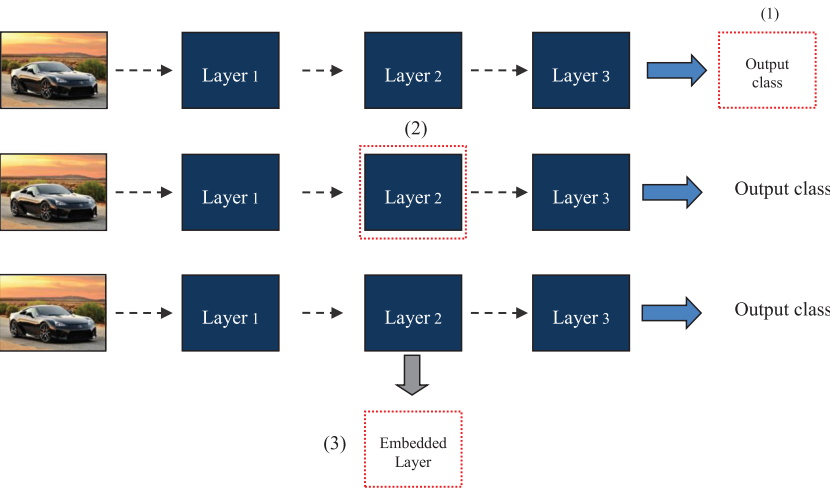 (1)
Layer 1
Layer 2
Layer 3
Output
class
(2)
Layer 1
Layer 2
Layer 3
Output class
Layer 1
Layer 2
Layer 3
Output class
(3)
Embedded
Layer